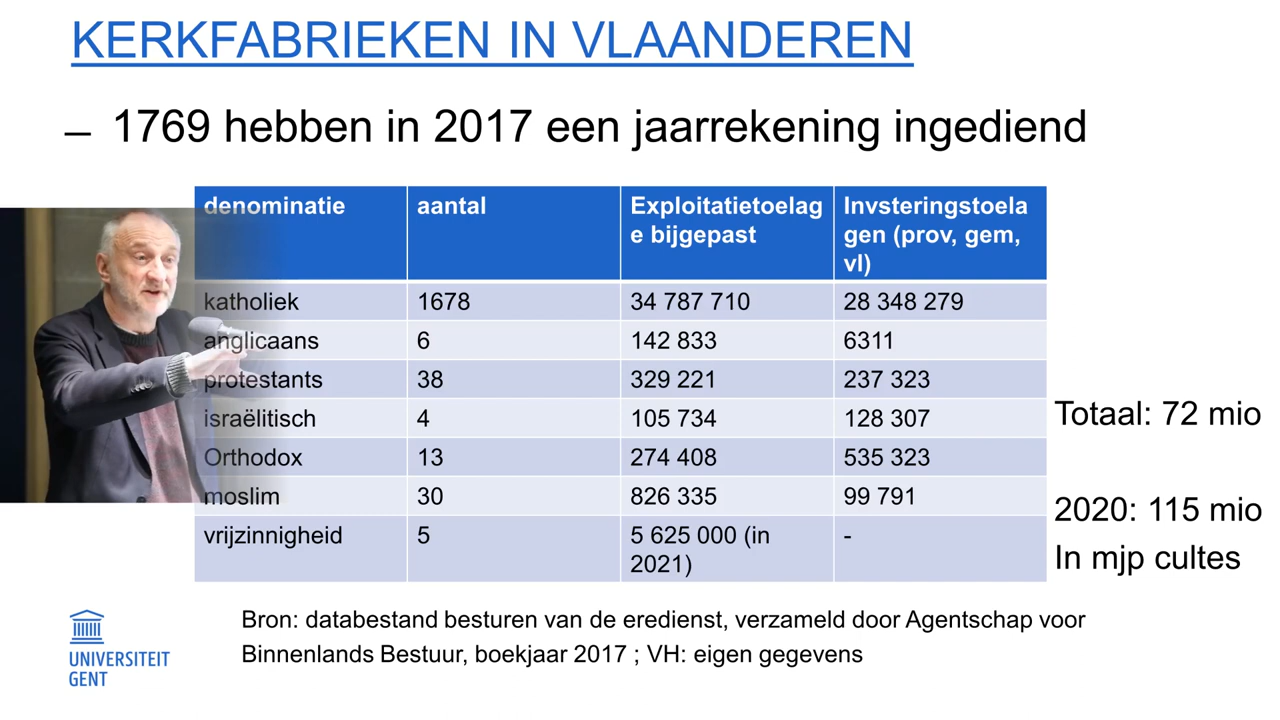 KERKFABRIEKEN IN VLAANDEREN
– 1769 hebben in 2017 een jaarrekening ingediend
denominatie aantal Exploitatietoelag Invsteringstoela
e bijgepast gen (prov, gem,
vl)
katholiek 1678 34 787 710 28 348 279
anglicaans 6 142 833 6311
protestants 38 329 221 237 323
israëlitisch 4 105 734 128 307
Totaal: 72 mio
Orthodox 13 274 408 535 323
moslim 30 826 335 99 791
2020: 115 mio
vrijzinnigheid 5 5 625 000 (in -
2021)
In mjp cultes
Bron: databestand besturen van de eredienst, verzameld door Agentschap voor
Binnenlands Bestuur, boekjaar 2017 ; VH: eigen gegevens
UNIVERSITEIT
GENT